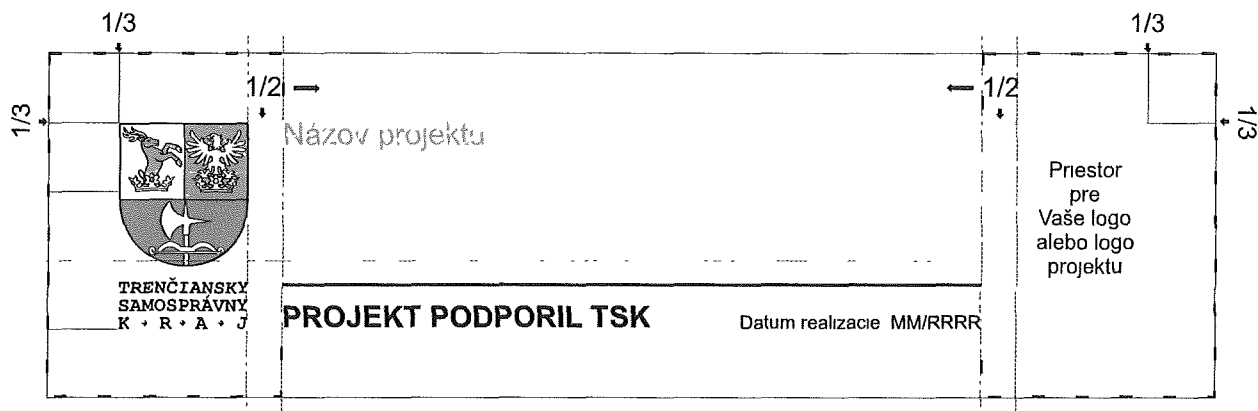 1/3
1/3
1/2
1/2
1/3
1/3
Názov projektu
Priestor
pre
Vaše logo
alebo logo
projektu
TRENČIANSKY
SAMOSPRÁVNY
K • R • A • J
PROJEKT PODPORIL TSK
Datum realizacie MM/RRRR